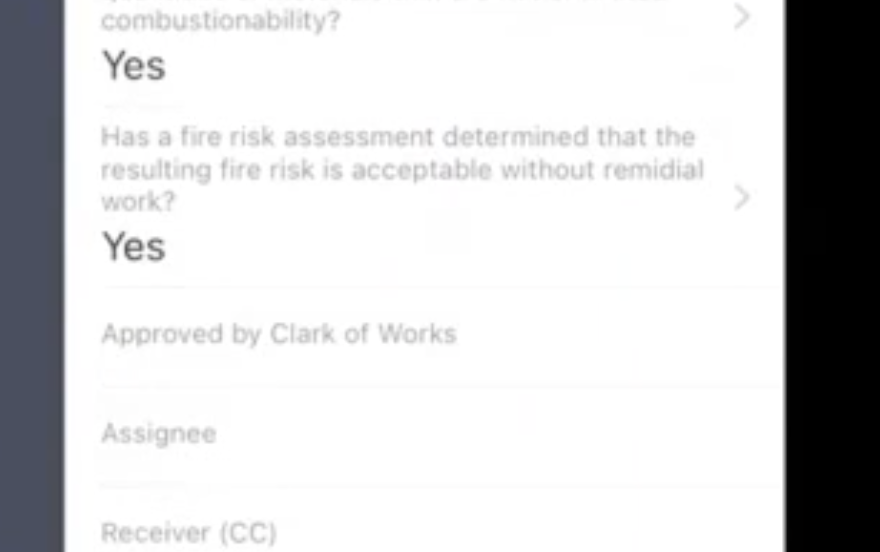 combustionability?
Yes
Has a fire risk assessment determined that the
resulting fire risk is acceptable without remidial
work?
Yes
Approved by Clark of Works
Assignee
Receiver (CC)